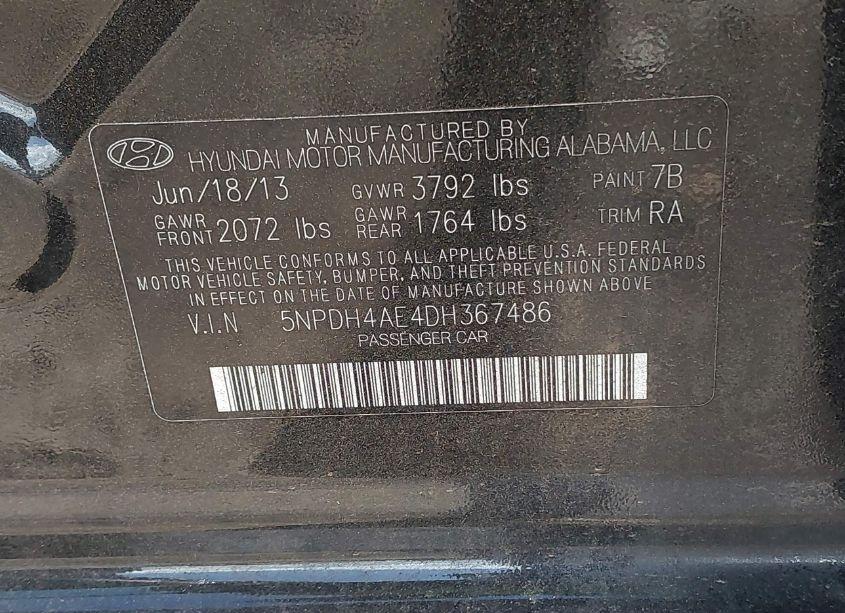 MANUFACTURED BY
HYUNDAI MOTOR MANUFACTURING ALABAMA, LLC
Jun/18/13 GVWR 3792 lbs PAINT 7B
GAWR FRONT 2072 lbs GAWR REAR 1764 lbs TRIM RA
THIS VEHICLE CONFORMS TO ALL APPLICABLE U.S.A. FEDERAL
MOTOR VEHICLE SAFETY, BUMPER, AND THEFT PREVENTION STANDARDS
IN EFFECT ON THE DATE OF MANUFACTURE SHOWN ABOVE
V.I.N 5NPDH4AE4DH367486
PASSENGER CAR